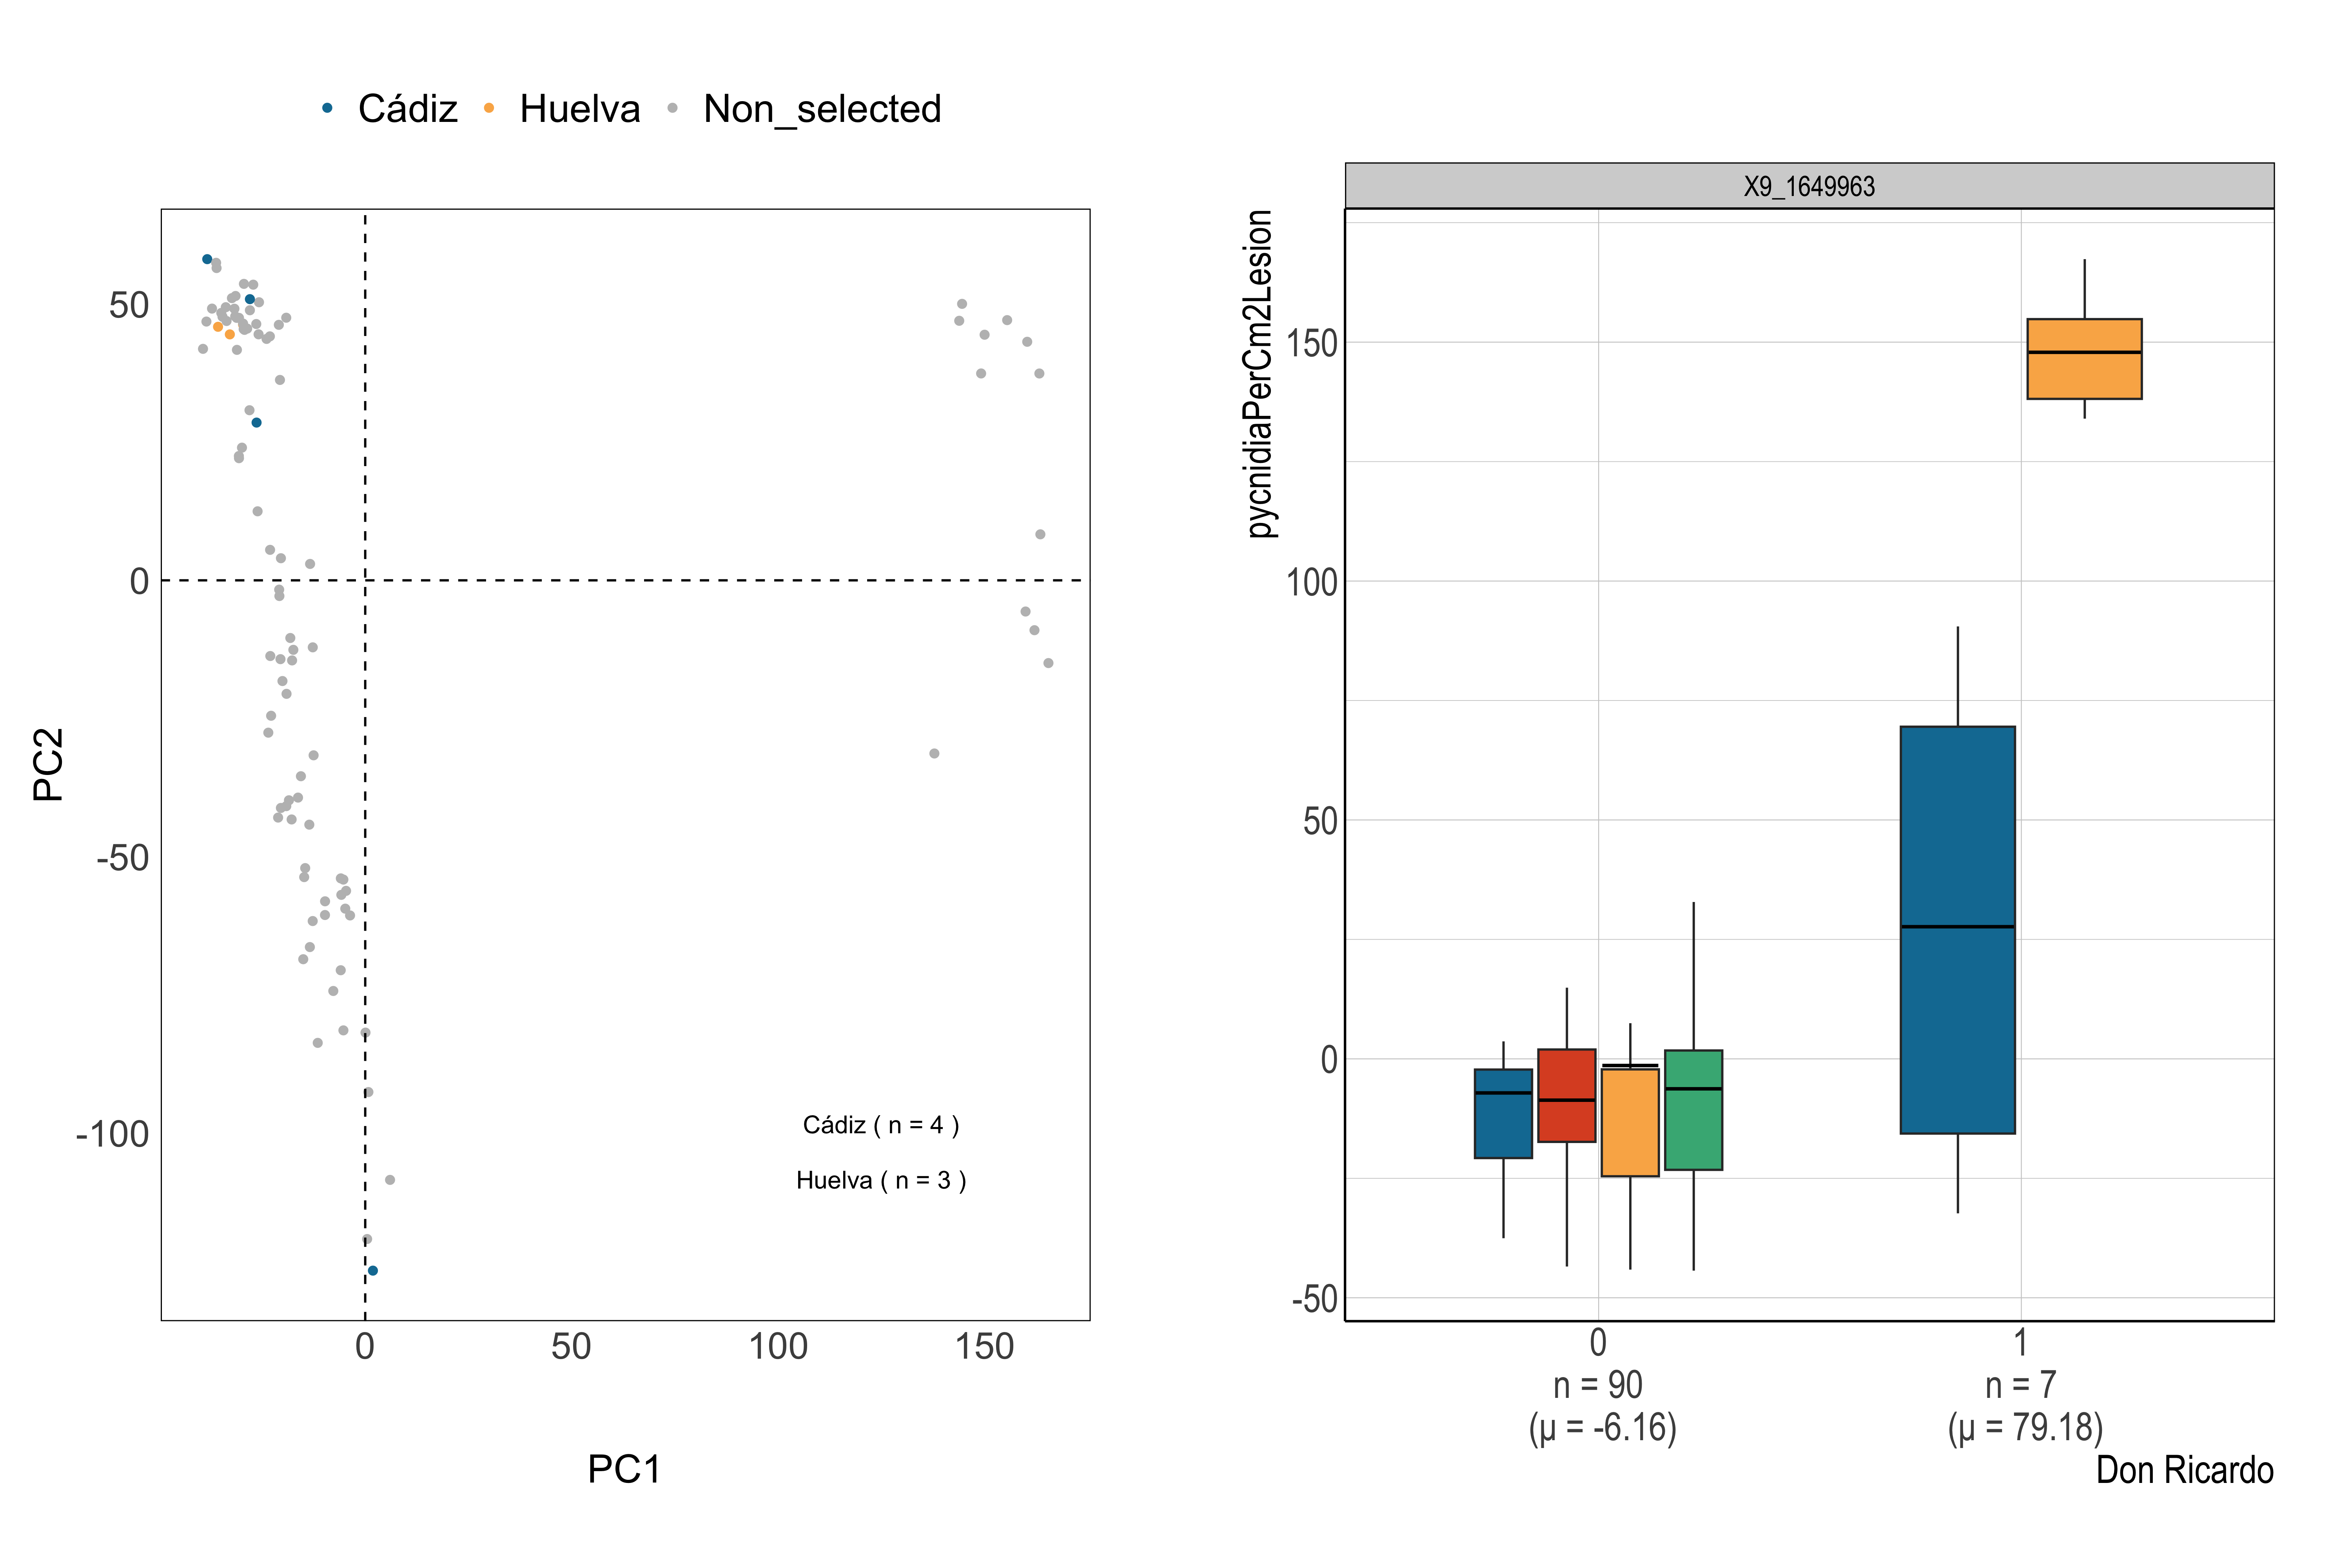 Cádiz Huelva Non_selected
PC2
50
0
-50
-100
Cádiz ( n = 4 )
Huelva ( n = 3 )
0 50 100 150
PC1
X9_1649963
pycnidiaPerCm2Lesion
150
100
50
0
-50
0 1
n = 90 n = 7
(μ = -6.16) (μ = 79.18)
Don Ricardo